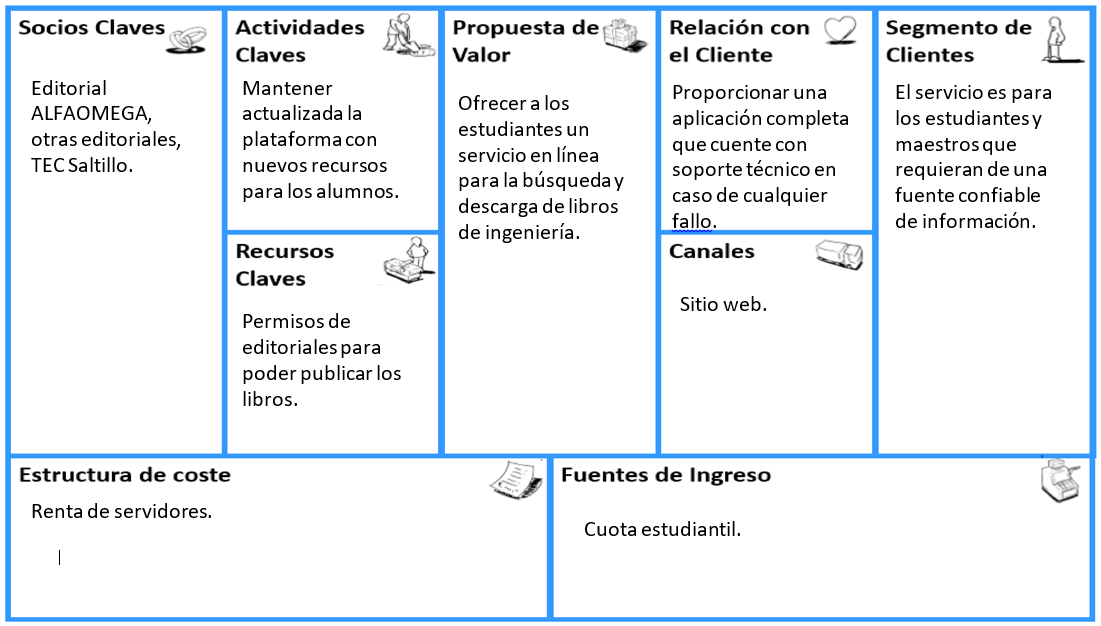 Socios Claves
Editorial
ALFAOMEGA,
otras editoriales,
TEC Saltillo.
Actividades
Claves
Mantener
actualizada la
plataforma con
nuevos recursos
para los alumnos.
Recursos
Claves
Permisos de
editoriales para
poder publicar los
libros.
Propuesta de
Valor
Ofrecer a los
estudiantes un
servicio en línea
para la búsqueda y
descarga de libros
de ingeniería.
Relación con
el Cliente
Proporcionar una
aplicación completa
que cuente con
soporte técnico en
caso de cualquier
fallo.
Canales
Sitio web.
Segmento de
Clientes
El servicio es para
los estudiantes y
maestros que
requieran de una
fuente confiable
de información.
Estructura de coste
Renta de servidores.
Fuentes de Ingreso
Cuota estudiantil.